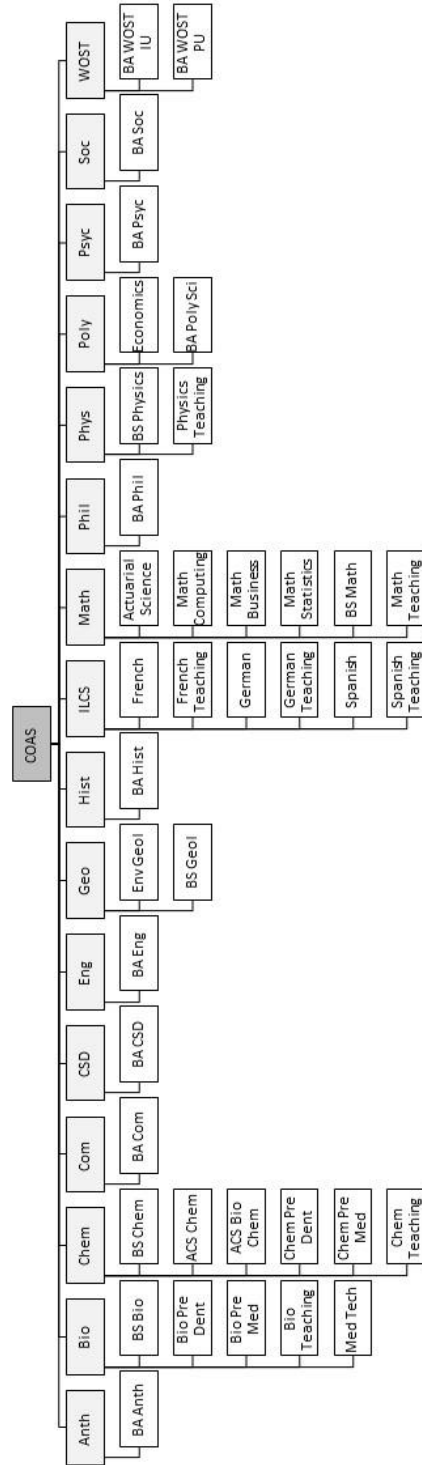 COAS
Anth
BA Anth
Bio
BS Bio
Bio Pre
Dent
Bio Pre
Med
Bio
Teaching
Med Tech
Chem
BS Chem
ACS Chem
ACS Bio
Chem
Chem Pre
Dent
Chem Pre
Med
Chem
Teaching
Com
BA Com
CSD
BA CSD
Eng
BA Eng
Geo
Env Geol
BS Geol
Hist
BA Hist
ILCS
French
French
Teaching
German
German
Teaching
Spanish
Spanish
Teaching
Math
Actuarial
Science
Math
Computing
Math
Business
Math
Statistics
BS Math
Math
Teaching
Phil
BA Phil
Phys
BS Physics
Physics
Teaching
Poly
Economics
BA Poly Sci
Psyc
BA Psyc
Soc
BA Soc
WOST
BA WOST
IU
BA WOST
PU